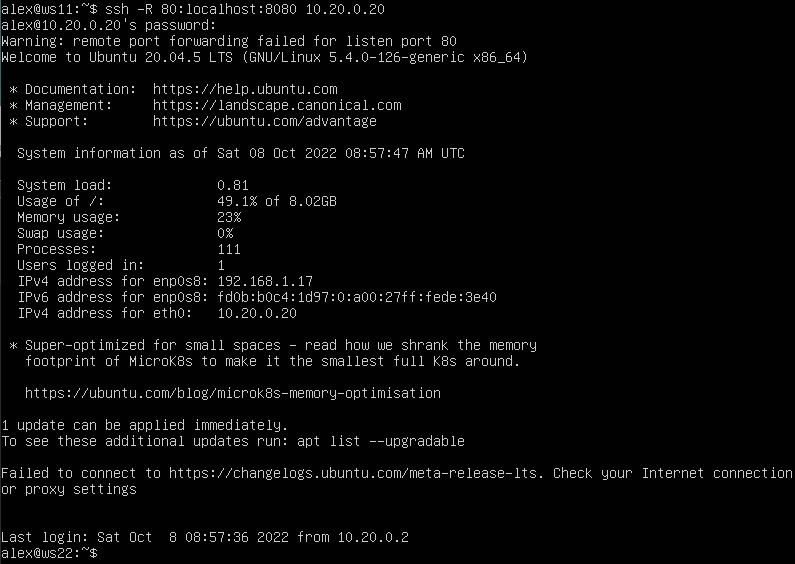 alex@ws11:~$ ssh -R 80:localhost:8080 10.20.0.20
alex@10.20.0.20's password:
Warning: remote port forwarding failed for listen port 80
Welcome to Ubuntu 20.04.5 LTS (GNU/Linux 5.4.0-126-generic x86_64)

 * Documentation:  https://help.ubuntu.com
 * Management:     https://landscape.canonical.com
 * Support:        https://ubuntu.com/advantage

  System information as of Sat 08 Oct 2022 08:57:47 AM UTC

  System load:             0.81
  Usage of /:              49.1% of 8.02GB
  Memory usage:            23%
  Swap usage:              0%
  Processes:               111
  Users logged in:         1
  IPv4 address for enp0s8: 192.168.1.17
  IPv6 address for enp0s8: fd0b:b0c4:1d97:0:a00:27ff:fede:3e40
  IPv4 address for eth0:   10.20.0.20

 * Super-optimized for small spaces - read how we shrank the memory
   footprint of MicroK8s to make it the smallest full K8s around.

   https://ubuntu.com/blog/microk8s-memory-optimisation

1 update can be applied immediately.
To see these additional updates run: apt list --upgradable

Failed to connect to https://changelogs.ubuntu.com/meta-release-lts. Check your Internet connection
or proxy settings

Last login: Sat Oct  8 08:57:36 2022 from 10.20.0.2
alex@ws22:~$